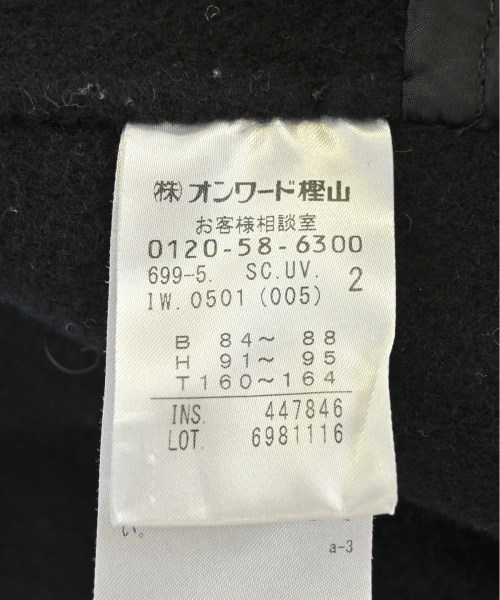 ㈱オンワード樫山
お客様相談室
0120-58-6300
699-5. SC.UV. 2
IW.0501(005)
B 84～ 88
H 91～ 95
T160～164
INS. 447846
LOT. 6981116
い。
a-3